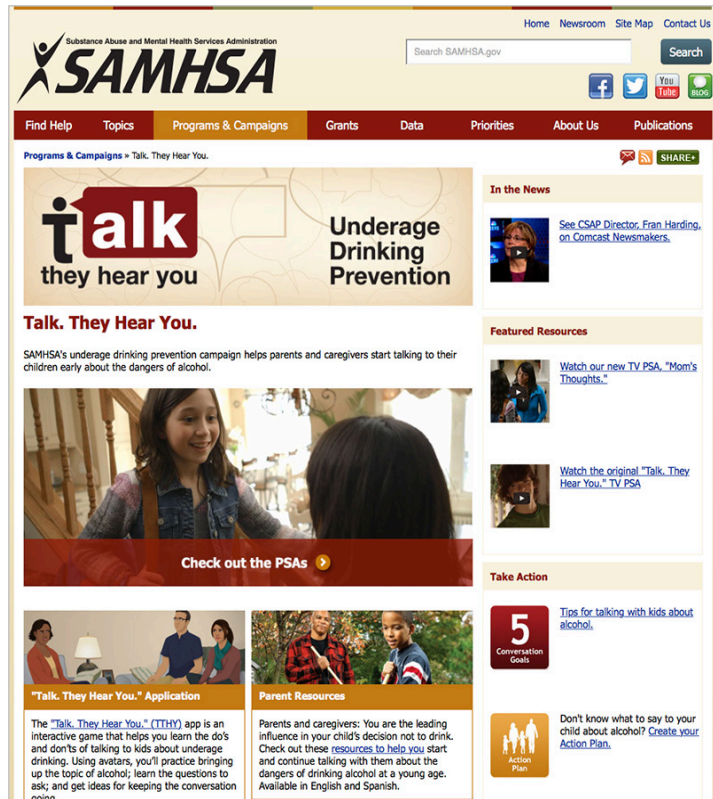 Home Newsroom Site Map Contact Us
Substance Abuse and Mental Health Services Administration
SAMHSA
Search SAMHSA.gov
Search
You
Tube
BLOG
Find Help Topics Programs & Campaigns Grants Data Priorities About Us Publications
Programs & Campaigns » Talk. They Hear You.
SHARE+
talk
they hear you
Underage
Drinking
Prevention
Talk. They Hear You.
SAMHSA's underage drinking prevention campaign helps parents and caregivers start talking to their
children early about the dangers of alcohol.
Check out the PSAs
"Talk. They Hear You." Application
The "Talk. They Hear You." (TTHY) app is an
interactive game that helps you learn the do's
and don'ts of talking to kids about underage
drinking. Using avatars, you'll practice bringing
up the topic of alcohol; learn the questions to
ask; and get ideas for keeping the conversation
going.
Parent Resources
Parents and caregivers: You are the leading
influence in your child's decision not to drink.
Check out these resources to help you start
and continue talking with them about the
dangers of drinking alcohol at a young age.
Available in English and Spanish.
In the News
See CSAP Director, Fran Harding,
on Comcast Newsmakers.
Featured Resources
Watch our new TV PSA, "Mom's
Thoughts."
Watch the original "Talk. They
Hear You." TV PSA
Take Action
5
Conversation
Goals
Tips for talking with kids about
alcohol.
Action
Plan
Don't know what to say to your
child about alcohol? Create your
Action Plan.